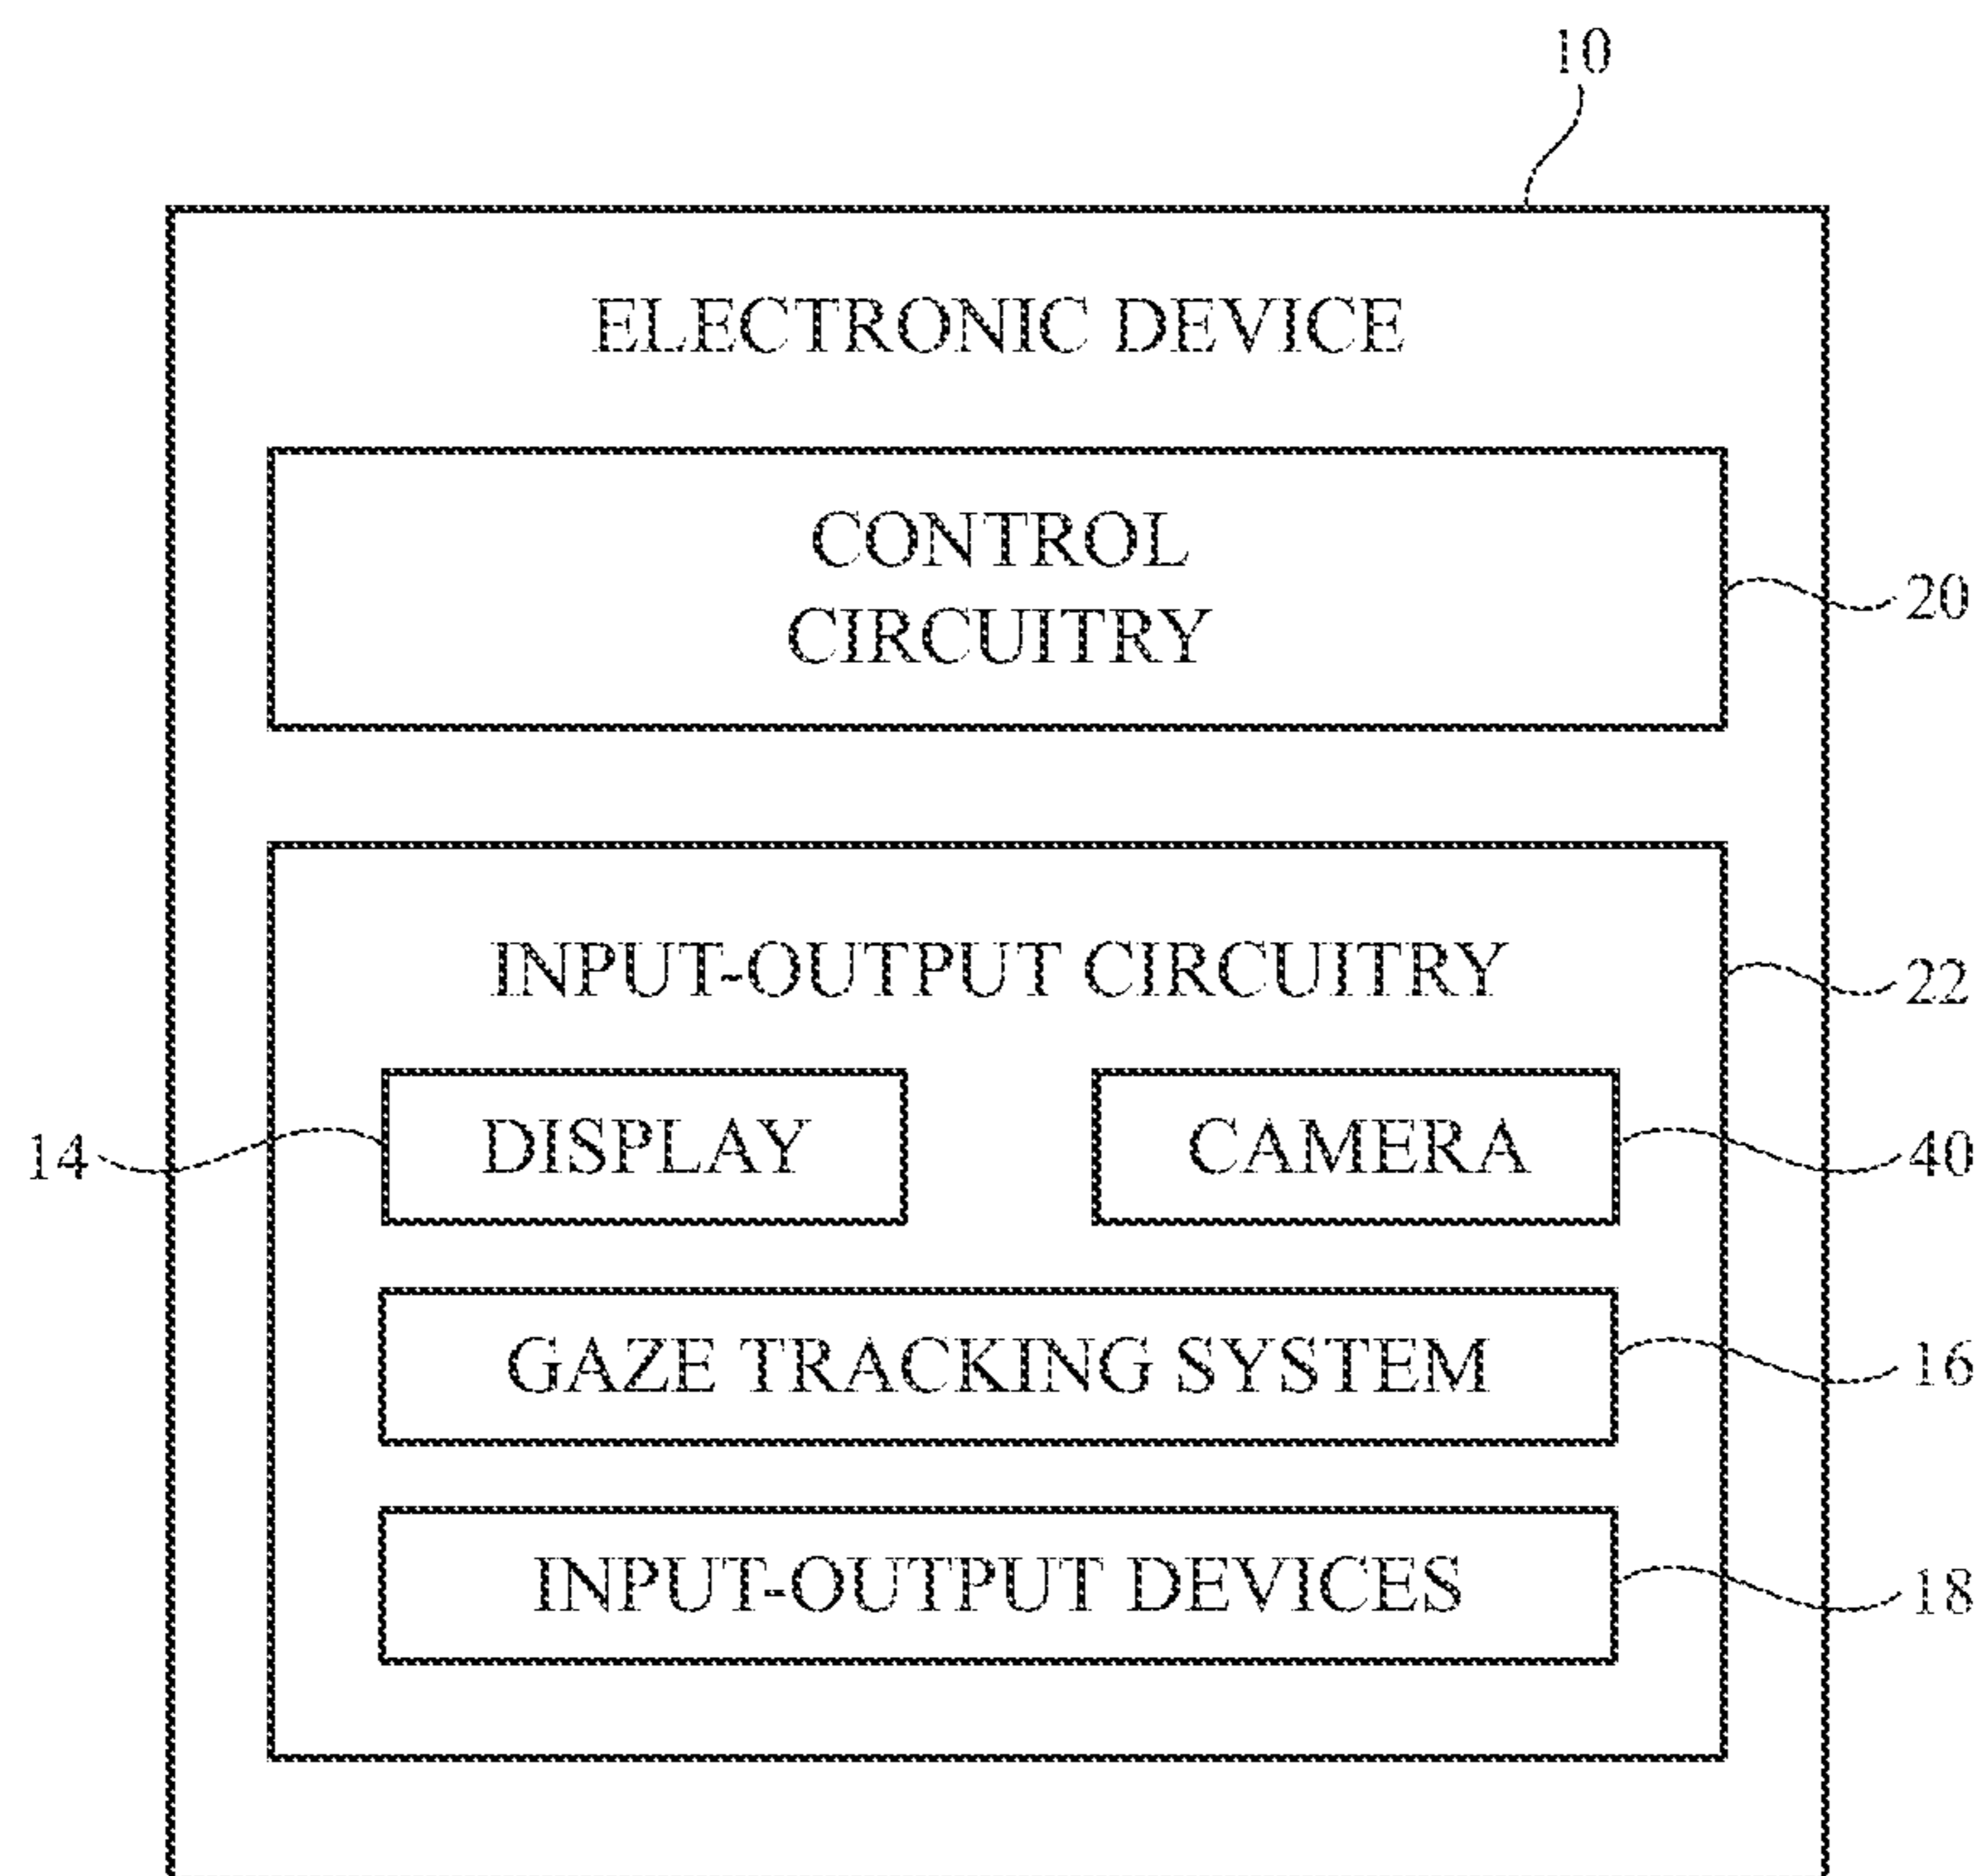 10
ELECTRONIC DEVICE
CONTROL
CIRCUITRY
20
INPUT-OUTPUT CIRCUITRY
22
14
DISPLAY
CAMERA
40
GAZE TRACKING SYSTEM
16
INPUT-OUTPUT DEVICES
18